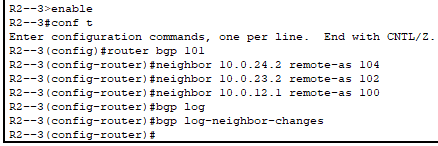 R2--3>enable
R2--3#conf t
Enter configuration commands, one per line.  End with CNTL/Z.
R2--3(config)#router bgp 101
R2--3(config-router)#neighbor 10.0.24.2 remote-as 104
R2--3(config-router)#neighbor 10.0.23.2 remote-as 102
R2--3(config-router)#neighbor 10.0.12.1 remote-as 100
R2--3(config-router)#bgp log
R2--3(config-router)#bgp log-neighbor-changes
R2--3(config-router)#